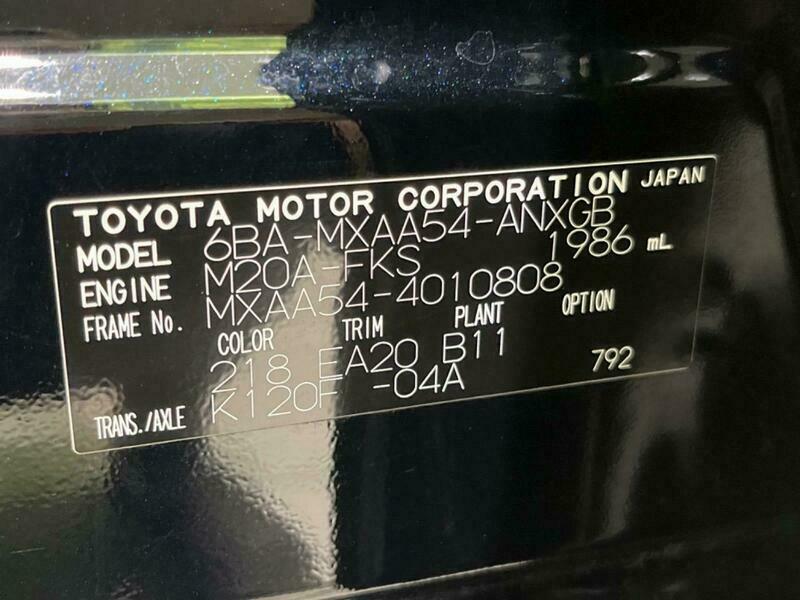 TOYOTA MOTOR CORPORATION JAPAN
MODEL 6BA-MXAA54-ANXGB
ENGINE M20A-FKS 1986 mL
FRAME No. MXAA54-4010808
COLOR TRIM PLANT OPTION
218 EA20 B11
TRANS./AXLE K120F -04A 792